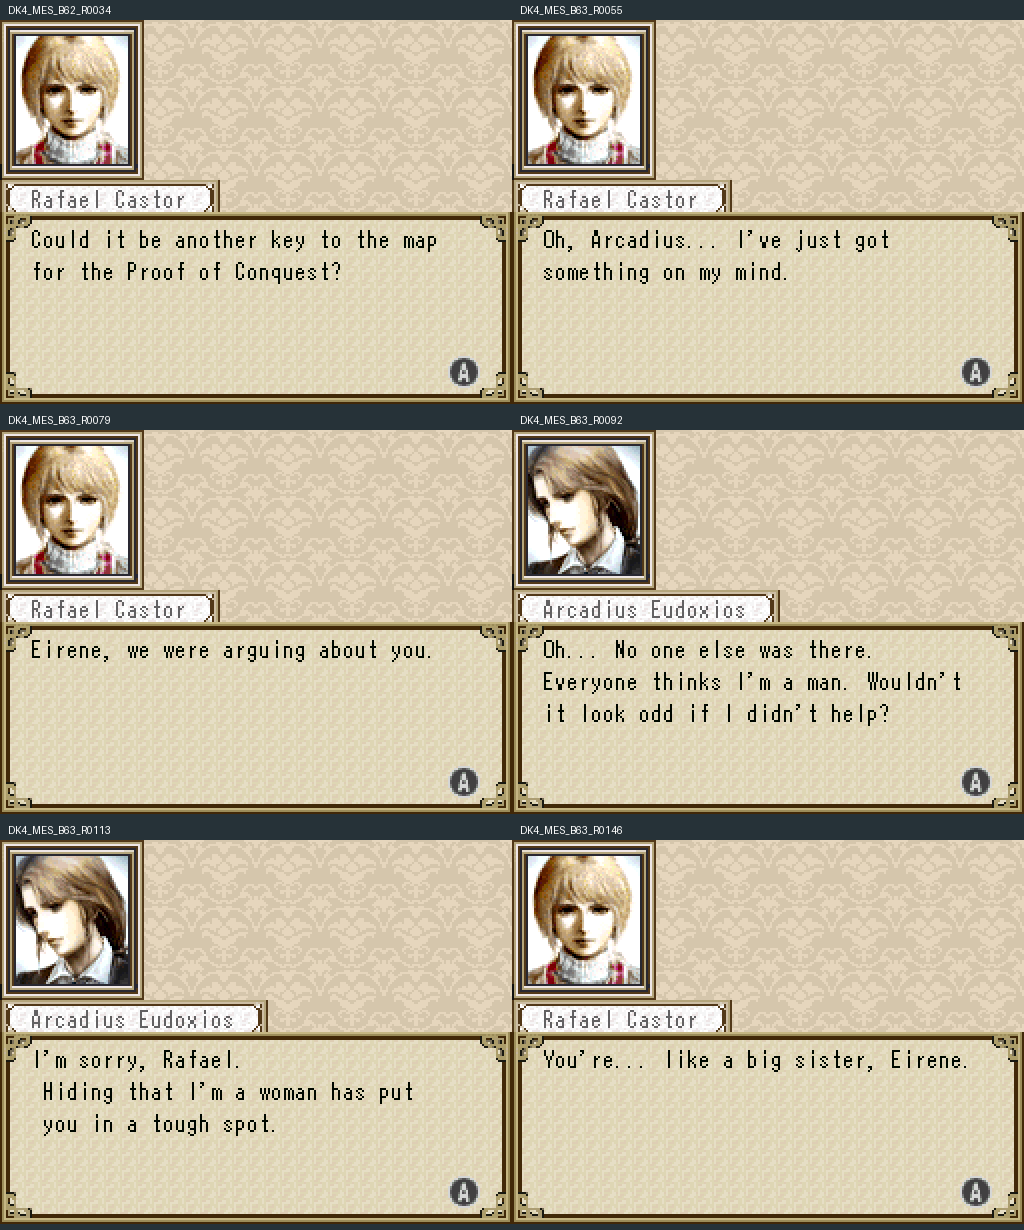 DK4_MES_B62_R0034
Rafael Castor
Could it be another key to the map
for the Proof of Conquest?
A
DK4_MES_B63_R0055
Rafael Castor
Oh, Arcadius... I've just got
something on my mind.
A
DK4_MES_B63_R0079
Rafael Castor
Eirene, we were arguing about you.
A
DK4_MES_B63_R0092
Arcadius Eudoxios
Oh... No one else was there.
Everyone thinks I'm a man. Wouldn't
it look odd if I didn't help?
A
DK4_MES_B63_R0113
Arcadius Eudoxios
I'm sorry, Rafael.
Hiding that I'm a woman has put
you in a tough spot.
A
DK4_MES_B63_R0146
Rafael Castor
You're... like a big sister, Eirene.
A